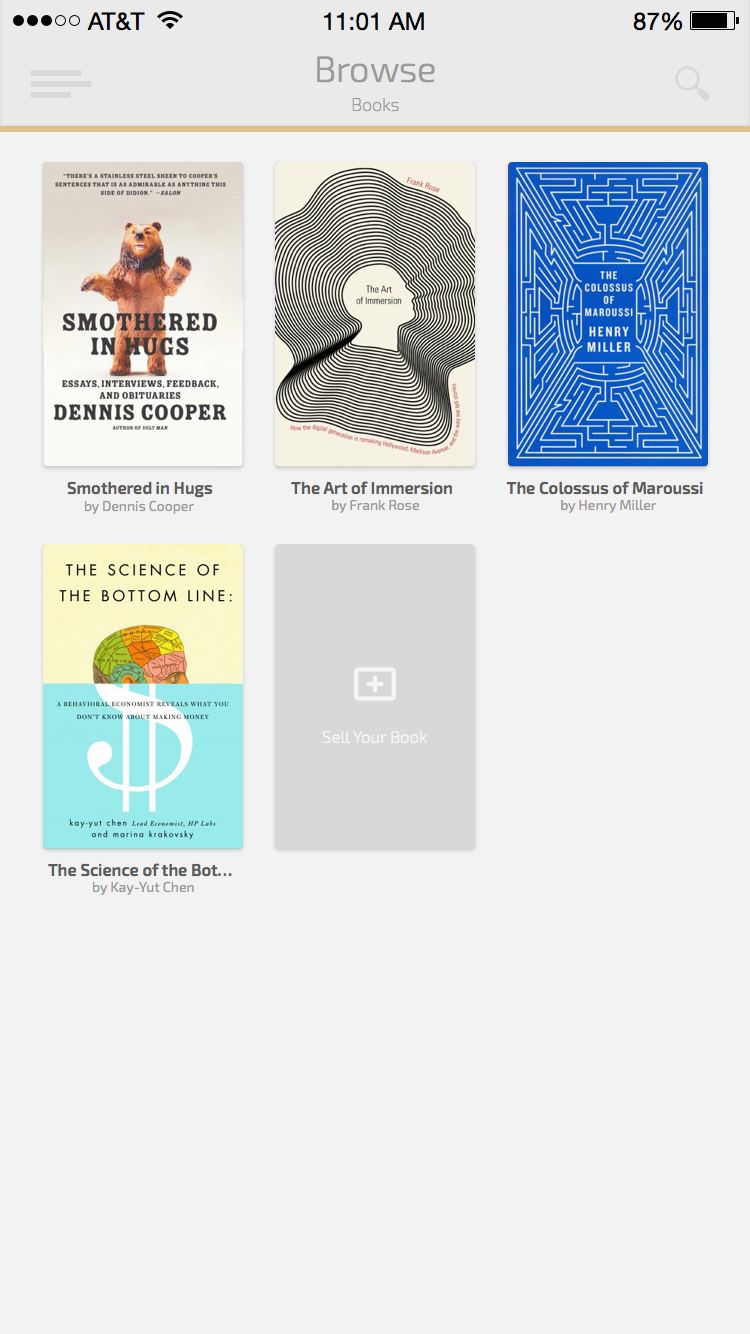 AT&T 11:01 AM 87%
Browse
Books
"THERE'S A STAINLESS STEEL SHEEN TO COOPER'S
SENTENCES THAT IS AS ADMIRABLE AS ANYTHING THIS
SIDE OF DIDION." —SALON
SMOTHERED
IN HUGS
ESSAYS, INTERVIEWS, FEEDBACK,
AND OBITUARIES
DENNIS COOPER
AUTHOR OF UGLY MAN
Frank Rose
The Art
of Immersion
How the digital generation is remaking Hollywood, Madison Avenue, and the way we tell stories
THE
COLOSSUS
OF
MAROUSSI
HENRY
MILLER
Smothered in Hugs
by Dennis Cooper
The Art of Immersion
by Frank Rose
The Colossus of Maroussi
by Henry Miller
THE SCIENCE OF
THE BOTTOM LINE:
A BEHAVIORAL ECONOMIST REVEALS WHAT YOU
DON'T KNOW ABOUT MAKING MONEY
$
kay-yut chen Lead Economist, HP Labs
and marina krakovsky
Sell Your Book
The Science of the Bot...
by Kay-Yut Chen